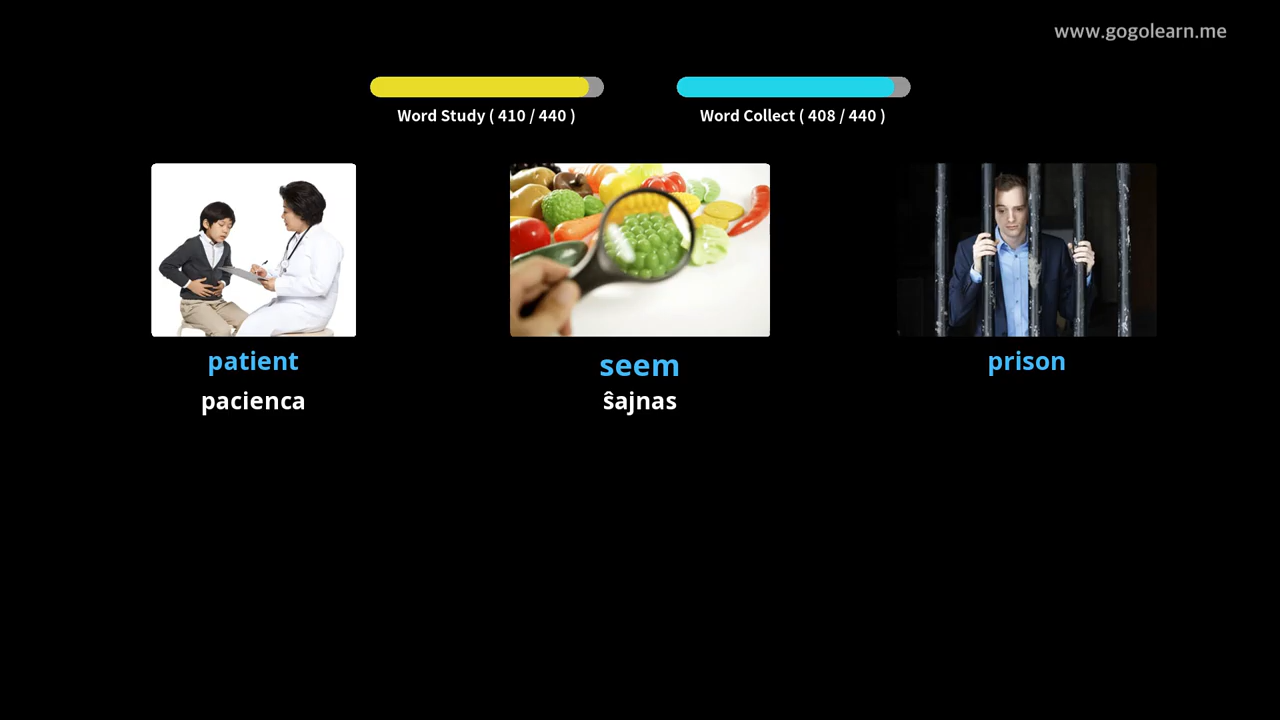 www.gogolearn.me
Word Study ( 410 / 440 )
Word Collect ( 408 / 440 )
patient
seem
prison
pacienca
ŝajnas